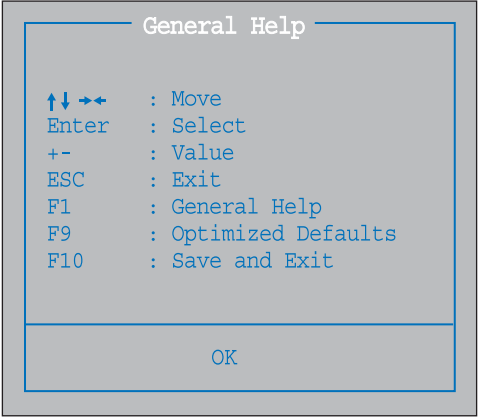 General Help
↑↓→← : Move
Enter : Select
+- : Value
ESC : Exit
F1 : General Help
F9 : Optimized Defaults
F10 : Save and Exit
OK